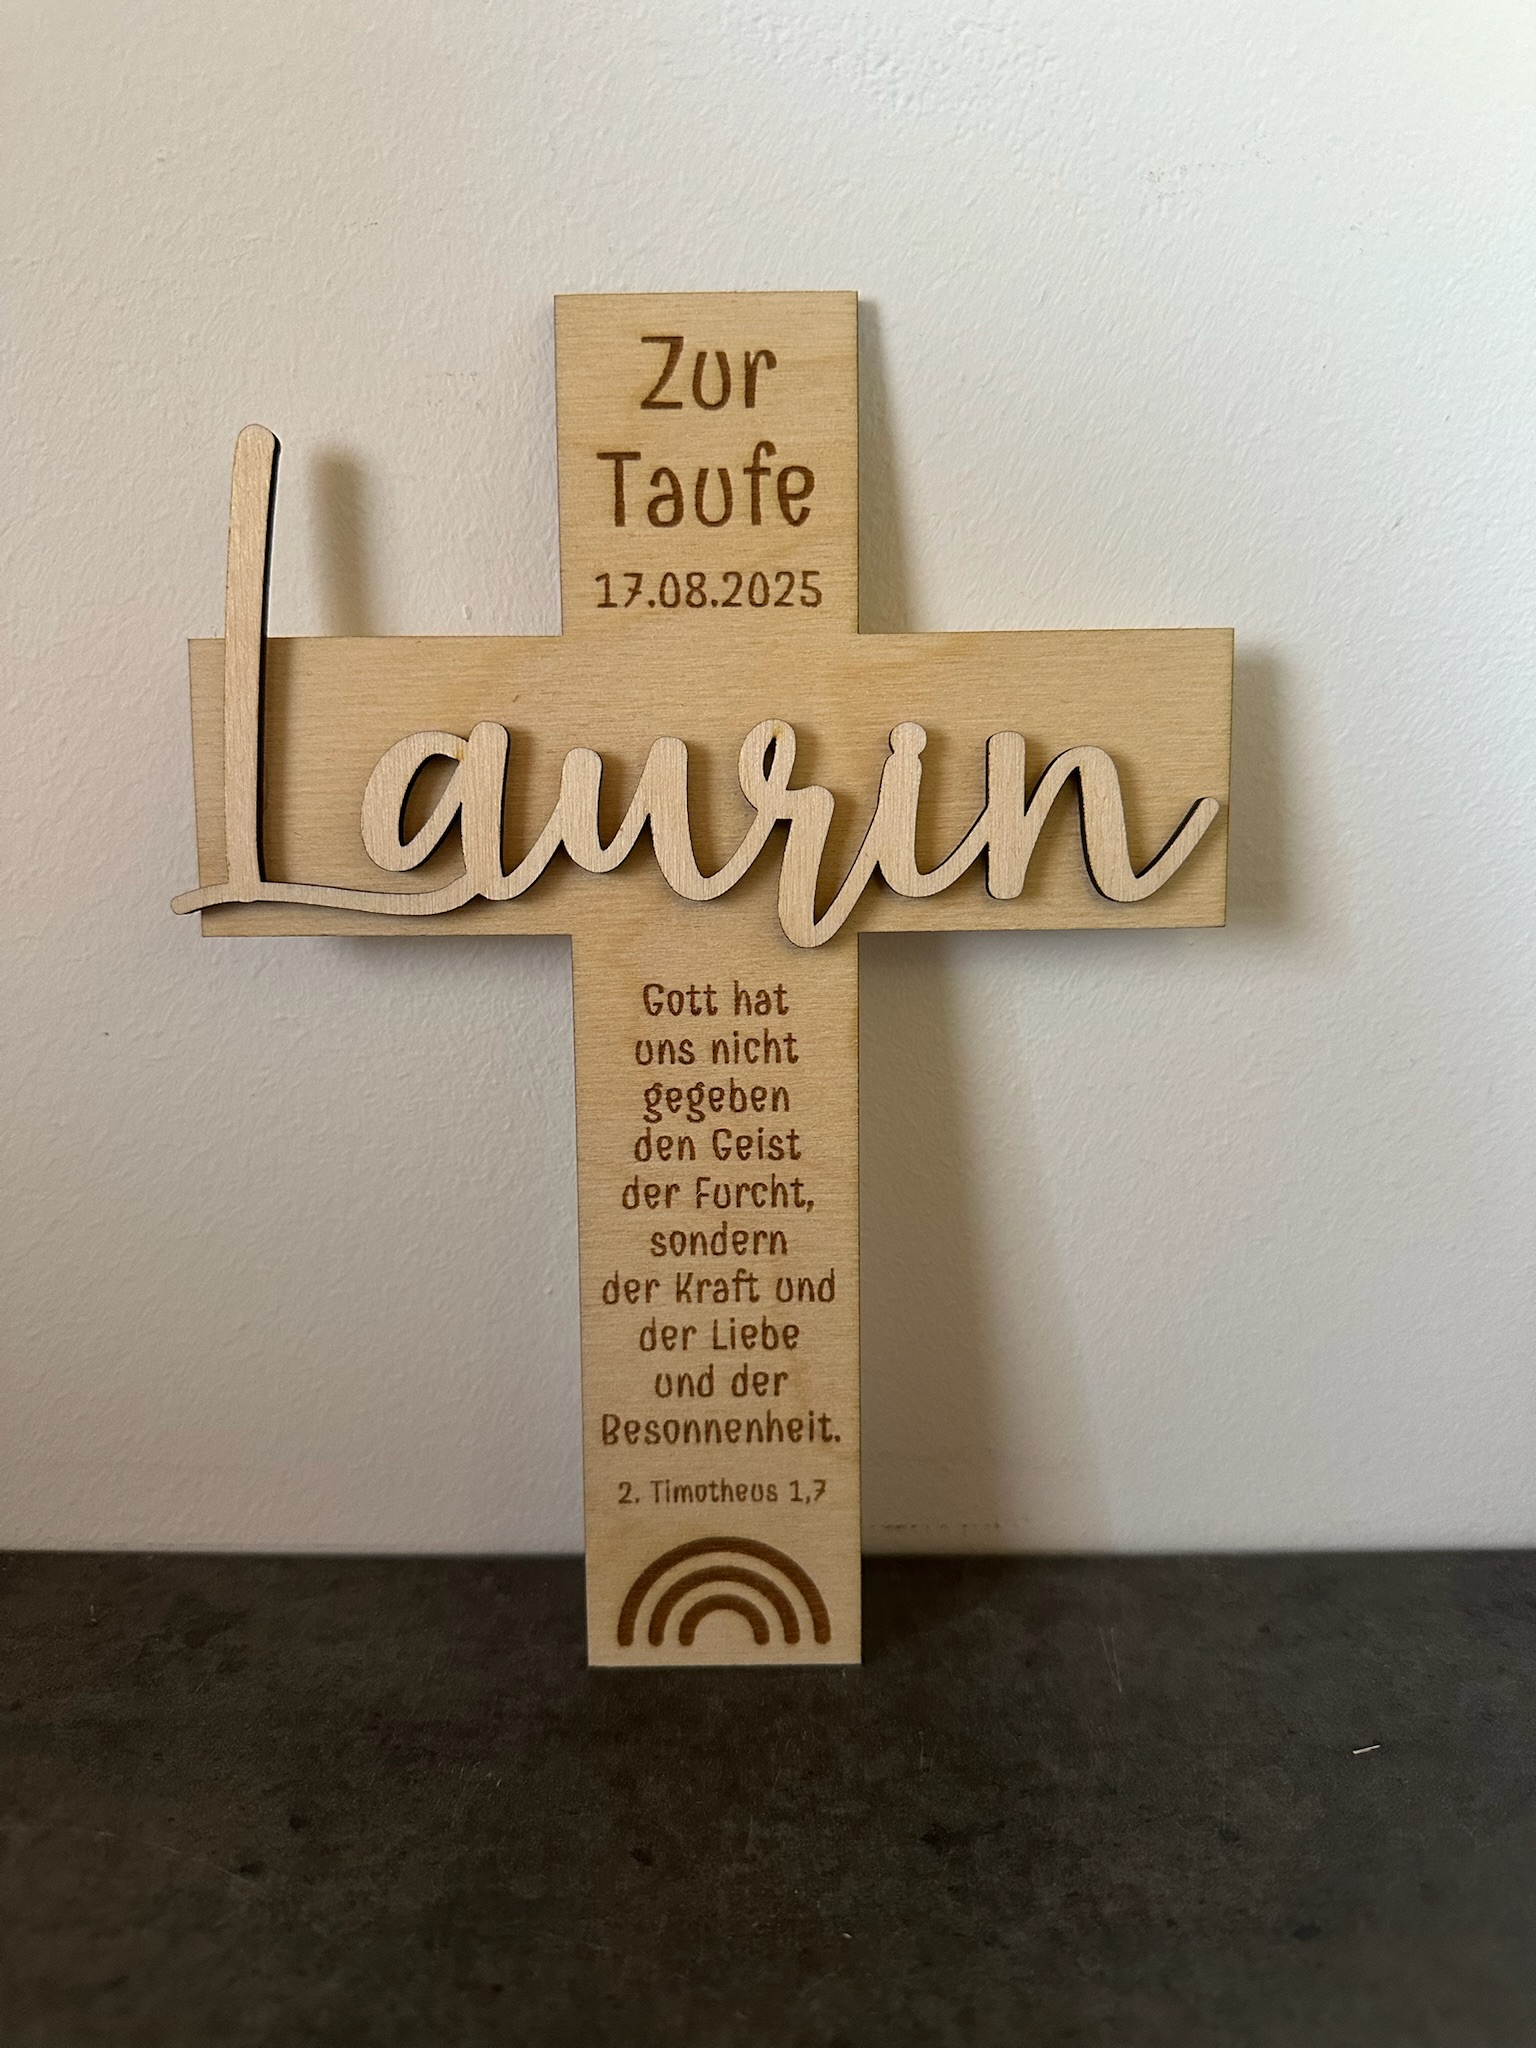 Zur
Taufe
17.08.2025
Laurin
Gott hat
uns nicht
gegeben
den Geist
der Furcht,
sondern
der Kraft und
der Liebe
und der
Besonnenheit.
2. Timotheus 1,7